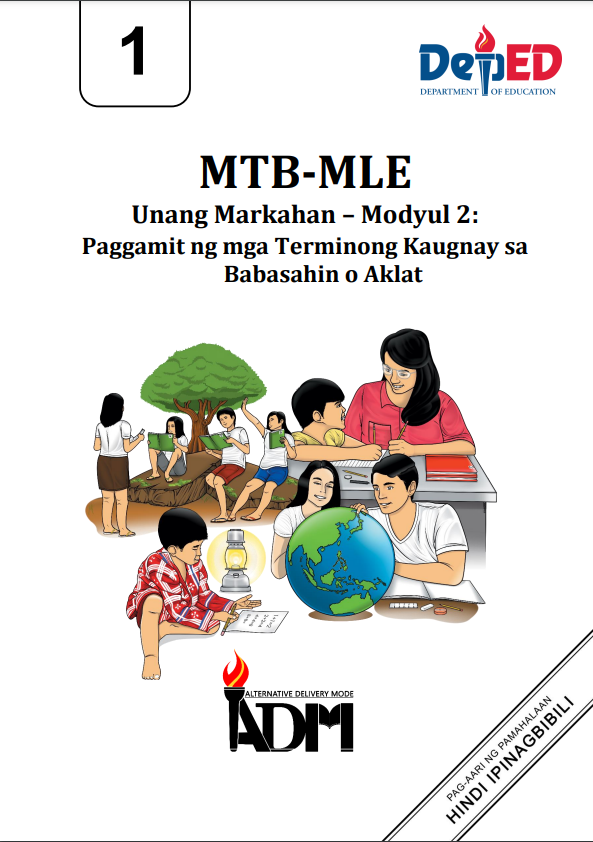 1
DepED
DEPARTMENT OF EDUCATION
MTB-MLE
Unang Markahan – Modyul 2:
Paggamit ng mga Terminong Kaugnay sa
Babasahin o Aklat
ALTERNATIVE DELIVERY MODE
ADM
PAG-AARI NG PAMAHALAAN
HINDI IPINAGBIBILI